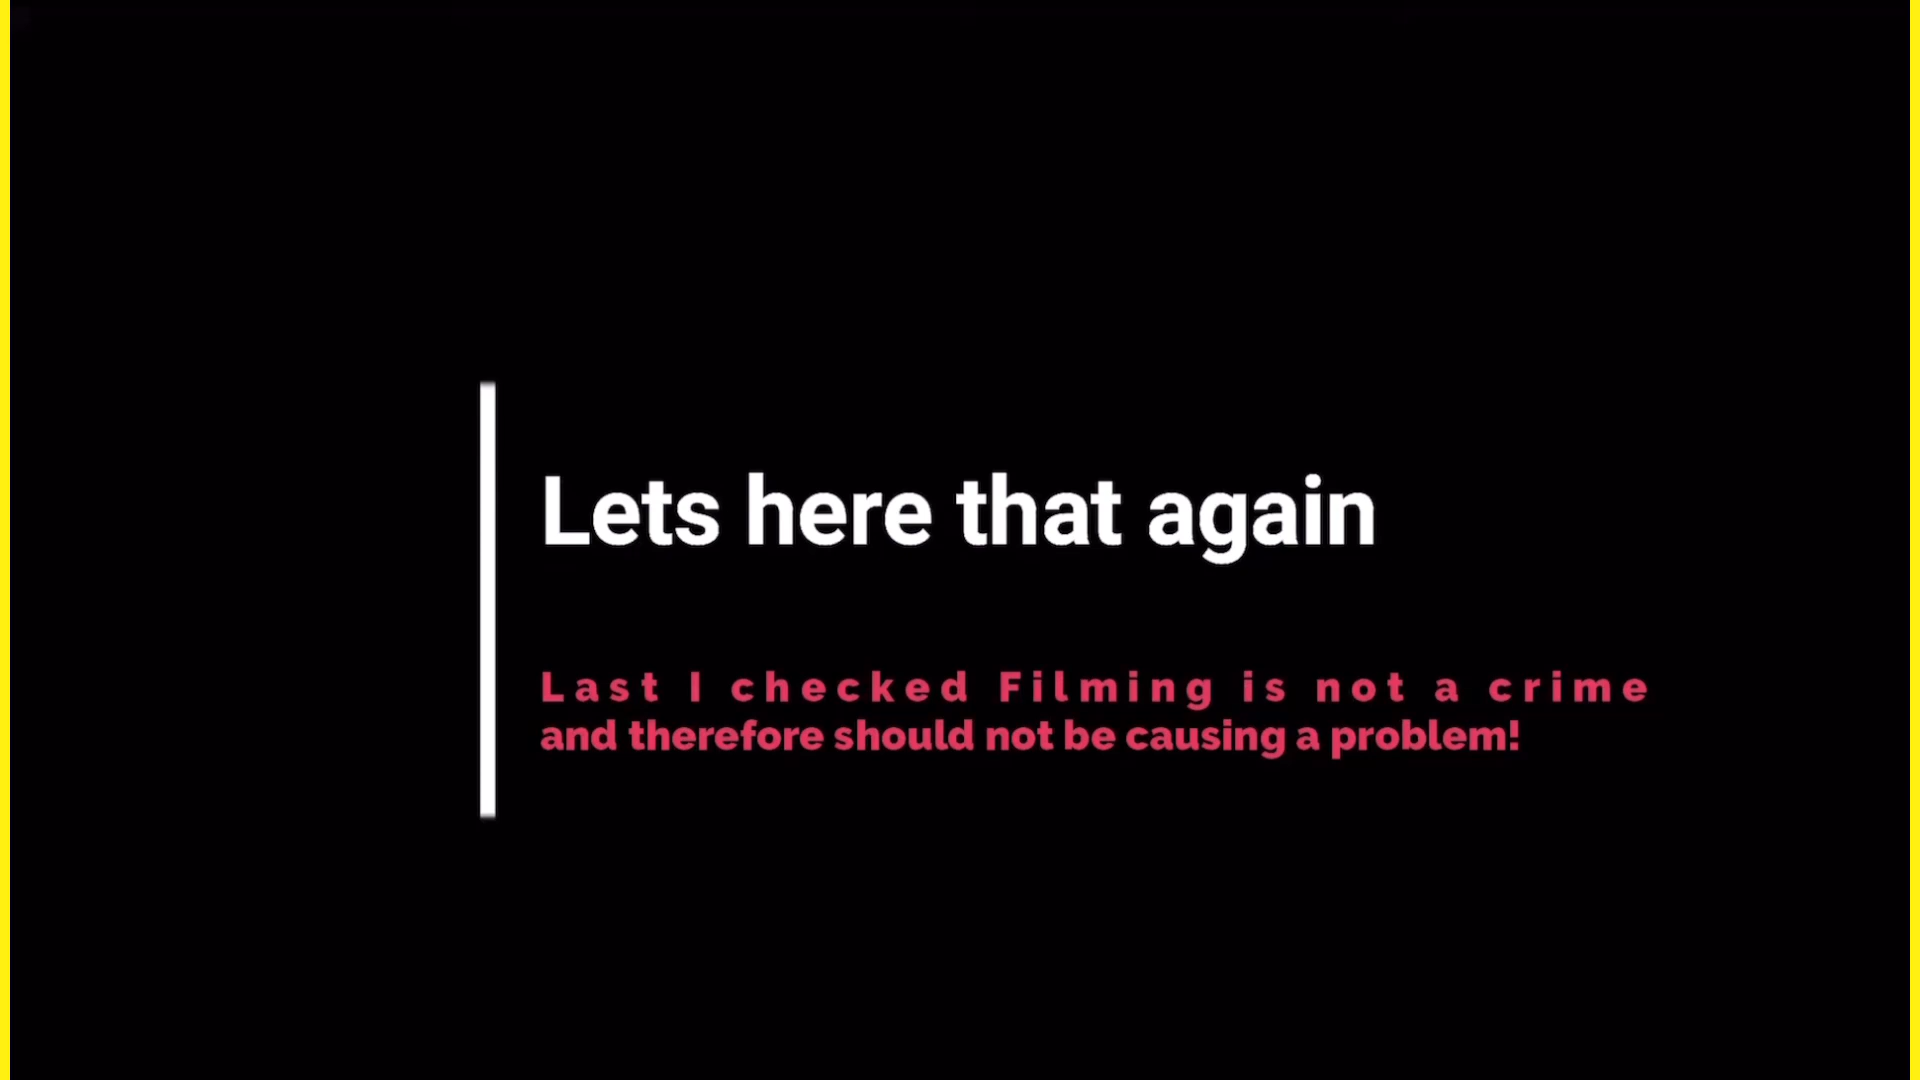 Lets here that again
Last I checked Filming is not a crime
and therefore should not be causing a problem!